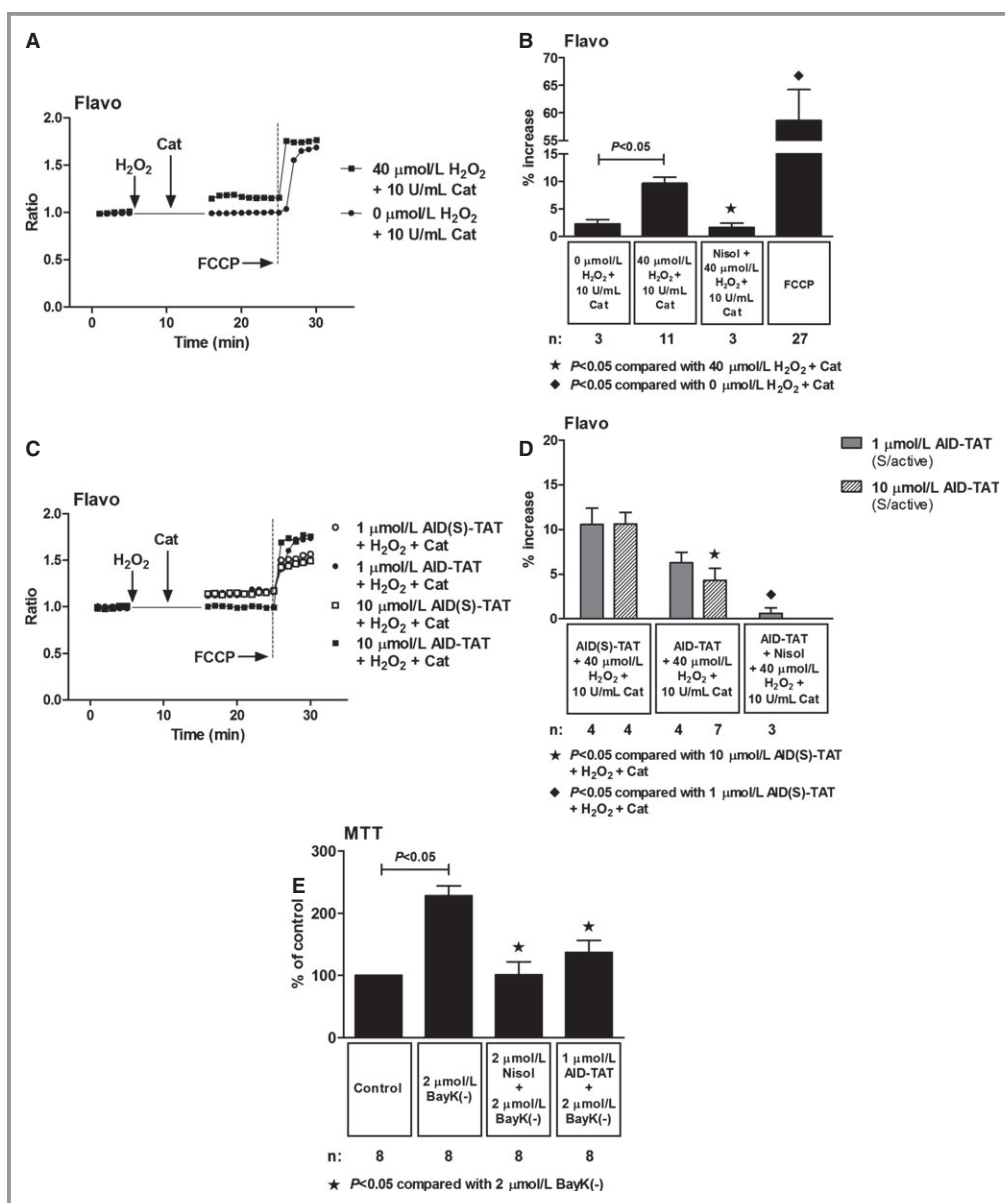 A
Flavo
2.0
1.5
1.0
0.5
0.0
Ratio
H₂O₂
Cat
FCCP
0 10 20 30
Time (min)
40 μmol/L H₂O₂
+ 10 U/mL Cat
0 μmol/L H₂O₂
+ 10 U/mL Cat
B
Flavo
70
65
60
55
15
10
5
0
% increase
P<0.05
★
◆
0 μmol/L
H₂O₂ +
10 U/mL
Cat
40 μmol/L
H₂O₂ +
10 U/mL
Cat
Nisol +
40 μmol/L
H₂O₂ +
10 U/mL
Cat
FCCP
n: 3 11 3 27
★ P<0.05 compared with 40 μmol/L H₂O₂ + Cat
◆ P<0.05 compared with 0 μmol/L H₂O₂ + Cat
C
Flavo
2.0
1.5
1.0
0.5
0.0
Ratio
H₂O₂
Cat
FCCP
0 10 20 30
Time (min)
1 μmol/L AID(S)-TAT
+ H₂O₂ + Cat
1 μmol/L AID-TAT
+ H₂O₂ + Cat
10 μmol/L AID(S)-TAT
+ H₂O₂ + Cat
10 μmol/L AID-TAT
+ H₂O₂ + Cat
D
Flavo
20
15
10
5
0
% increase
★
◆
1 μmol/L AID-TAT
(S/active)
10 μmol/L AID-TAT
(S/active)
AID(S)-TAT
+ 40 μmol/L
H₂O₂ +
10 U/mL Cat
AID-TAT
+ 40 μmol/L
H₂O₂ +
10 U/mL Cat
AID-TAT
+ Nisol
+ 40 μmol/L
H₂O₂ +
10 U/mL Cat
n: 4 4 4 7 3
★ P<0.05 compared with 10 μmol/L AID(S)-TAT
+ H₂O₂ + Cat
◆ P<0.05 compared with 1 μmol/L AID(S)-TAT
+ H₂O₂ + Cat
E
MTT
300
200
100
0
% of control
P<0.05
★
★
Control
2 μmol/L
BayK(-)
2 μmol/L
Nisol
+
2 μmol/L
BayK(-)
1 μmol/L
AID-TAT
+
2 μmol/L
BayK(-)
n: 8 8 8 8
★ P<0.05 compared with 2 μmol/L BayK(-)